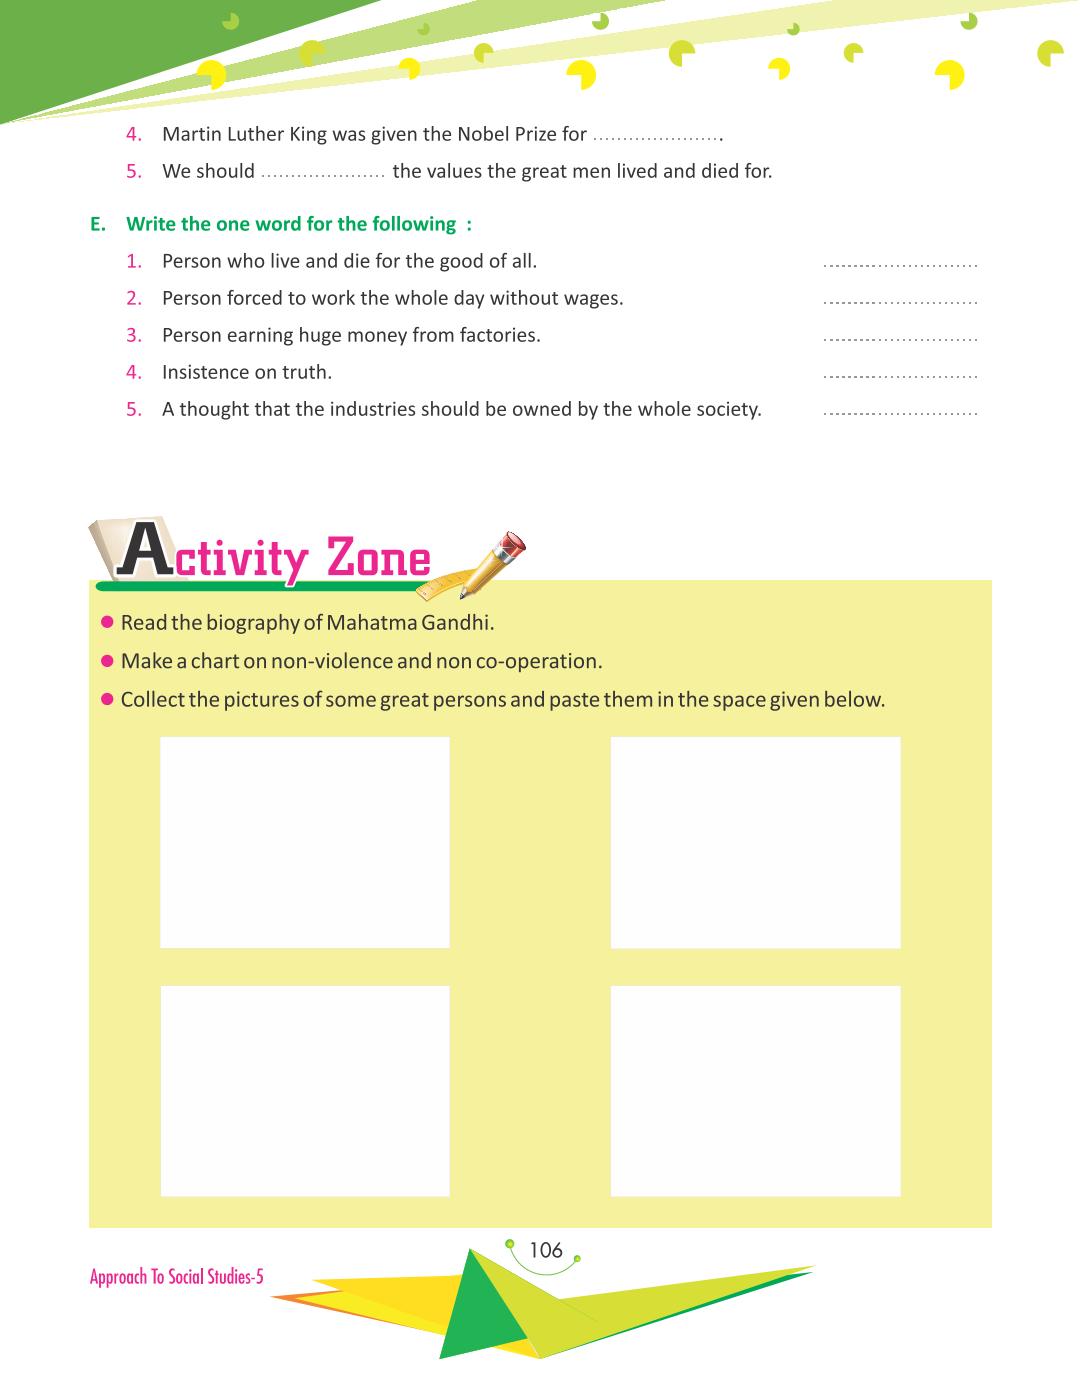 4. Martin Luther King was given the Nobel Prize for ......................
5. We should ..................... the values the great men lived and died for.
E. Write the one word for the following :
1. Person who live and die for the good of all. ..........................
2. Person forced to work the whole day without wages. ..........................
3. Person earning huge money from factories. ..........................
4. Insistence on truth. ..........................
5. A thought that the industries should be owned by the whole society. ..........................
Activity Zone
● Read the biography of Mahatma Gandhi.
● Make a chart on non-violence and non co-operation.
● Collect the pictures of some great persons and paste them in the space given below.
106
Approach To Social Studies-5